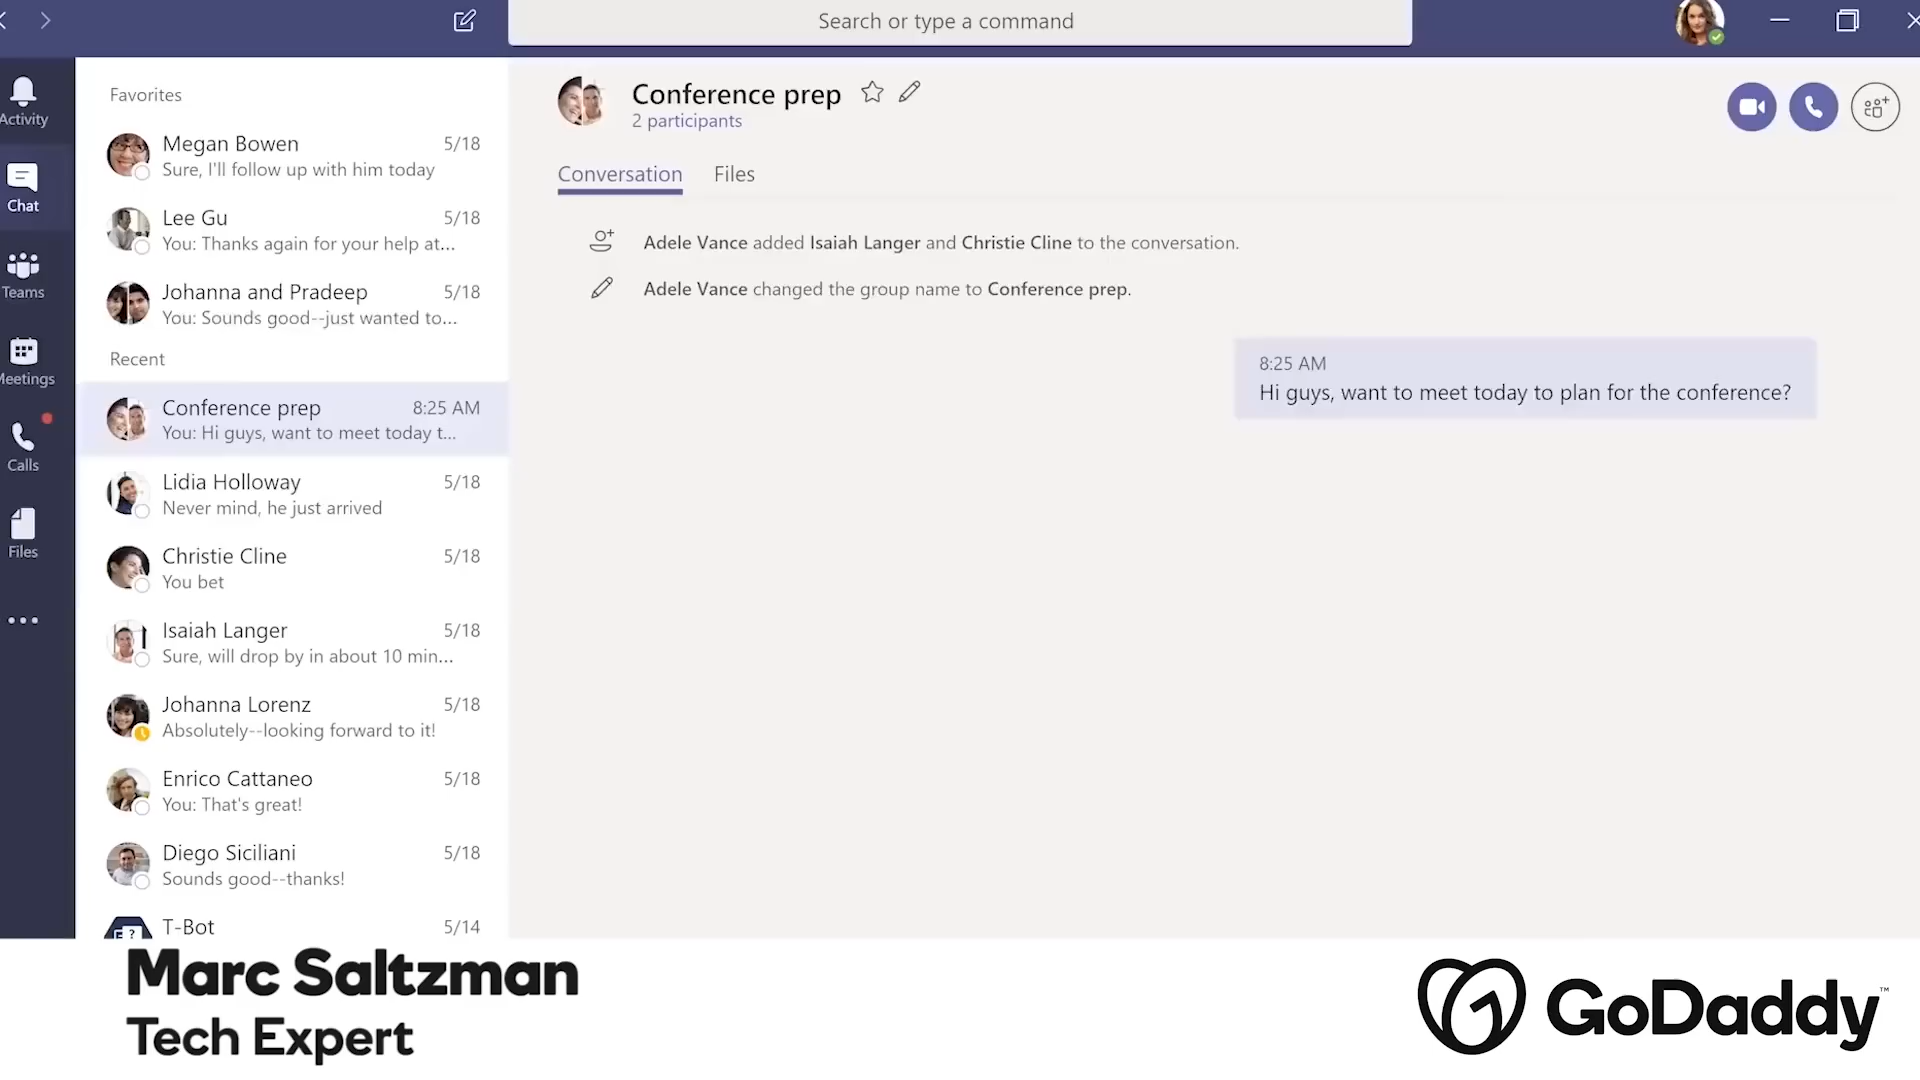 Search or type a command
Activity
Chat
Teams
Meetings
Calls
Files
Favorites
Megan Bowen 5/18
Sure, I'll follow up with him today
Lee Gu 5/18
You: Thanks again for your help at...
Johanna and Pradeep 5/18
You: Sounds good--just wanted to...
Recent
Conference prep 8:25 AM
You: Hi guys, want to meet today t...
Lidia Holloway 5/18
Never mind, he just arrived
Christie Cline 5/18
You bet
Isaiah Langer 5/18
Sure, will drop by in about 10 min...
Johanna Lorenz 5/18
Absolutely--looking forward to it!
Enrico Cattaneo 5/18
You: That's great!
Diego Siciliani 5/18
Sounds good--thanks!
T-Bot 5/14
Conference prep
2 participants
Conversation Files
Adele Vance added Isaiah Langer and Christie Cline to the conversation.
Adele Vance changed the group name to Conference prep.
8:25 AM
Hi guys, want to meet today to plan for the conference?
Marc Saltzman
Tech Expert
GoDaddy™